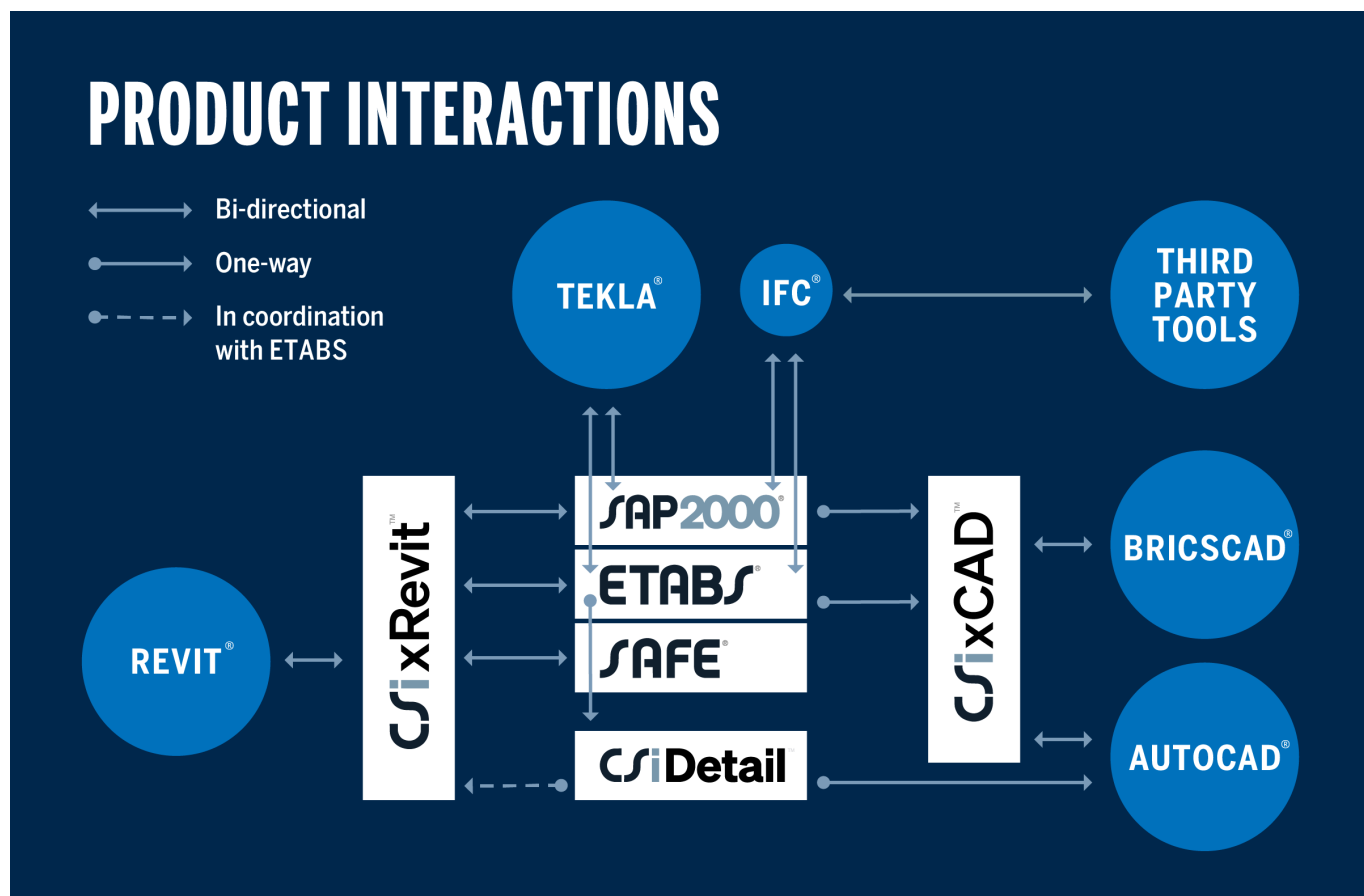 PRODUCT INTERACTIONS
Bi-directional
One-way
In coordination
with ETABS
TEKLA®
IFC®
THIRD
PARTY
TOOLS
CSixRevit™
SAP2000®
ETABS®
SAFE®
CSiDetail™
CSixCAD™
BRICSCAD®
REVIT®
AUTOCAD®